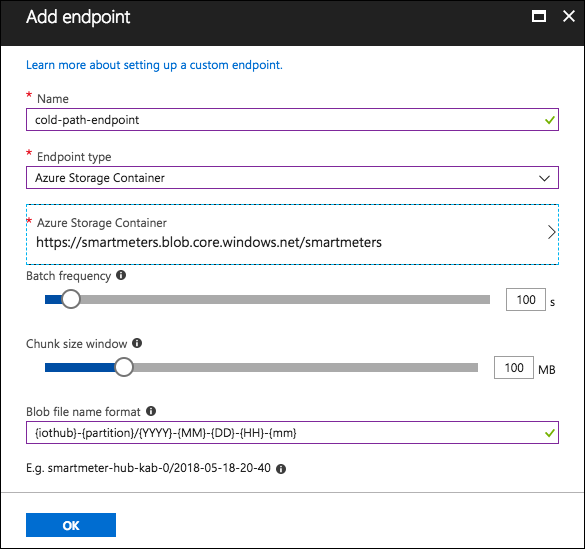 Add endpoint
Learn more about setting up a custom endpoint.
* Name
cold-path-endpoint
* Endpoint type
Azure Storage Container
* Azure Storage Container
https://smartmeters.blob.core.windows.net/smartmeters
Batch frequency
100 s
Chunk size window
100 MB
Blob file name format
{iothub}-{partition}/{YYYY}-{MM}-{DD}-{HH}-{mm}
E.g. smartmeter-hub-kab-0/2018-05-18-20-40
OK